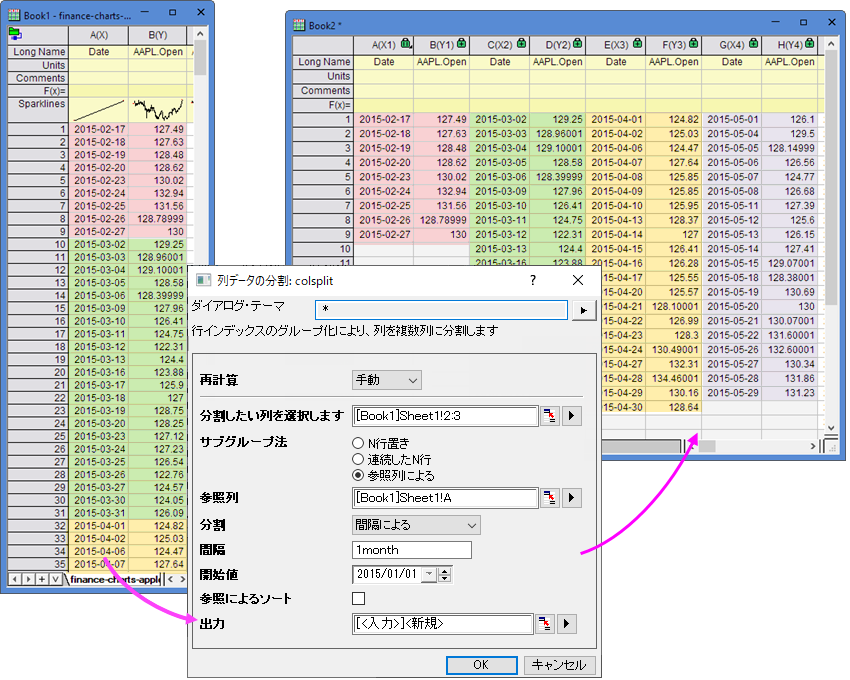 Book1 - finance-charts-...
A(X) B(Y)
Long Name Date AAPL.Open
Units
Comments
F(x)=
Sparklines
1 2015-02-17 127.49
2 2015-02-18 127.63
3 2015-02-19 128.48
4 2015-02-20 128.62
5 2015-02-23 130.02
6 2015-02-24 132.94
7 2015-02-25 131.56
8 2015-02-26 128.78999
9 2015-02-27 130
10 2015-03-02 129.25
11 2015-03-03 128.96001
12 2015-03-04 129.10001
13 2015-03-05 128.58
14 2015-03-06 128.39999
15 2015-03-09 127.96
16 2015-03-10 126.41
17 2015-03-11 124.75
18 2015-03-12 122.31
19 2015-03-13 124.4
20 2015-03-16 123.88
21 2015-03-17 125.9
22 2015-03-18 127
23 2015-03-19 128.75
24 2015-03-20 128.25
25 2015-03-23 127.12
26 2015-03-24 127.23
27 2015-03-25 126.54
28 2015-03-26 122.76
29 2015-03-27 124.57
30 2015-03-30 124.05
31 2015-03-31 126.09
32 2015-04-01 124.82
33 2015-04-02 125.03
34 2015-04-06 124.47
35 2015-04-07 127.64
finance-charts-apple
Book2 *
A(X1) B(Y1) C(X2) D(Y2) E(X3) F(Y3) G(X4) H(Y4)
Long Name Date AAPL.Open Date AAPL.Open Date AAPL.Open Date AAPL.Open
Units
Comments
F(x)=
1 2015-02-17 127.49 2015-03-02 129.25 2015-04-01 124.82 2015-05-01 126.1
2 2015-02-18 127.63 2015-03-03 128.96001 2015-04-02 125.03 2015-05-04 129.5
3 2015-02-19 128.48 2015-03-04 129.10001 2015-04-06 124.47 2015-05-05 128.14999
4 2015-02-20 128.62 2015-03-05 128.58 2015-04-07 127.64 2015-05-06 126.56
5 2015-02-23 130.02 2015-03-06 128.39999 2015-04-08 125.85 2015-05-07 124.77
6 2015-02-24 132.94 2015-03-09 127.96 2015-04-09 125.85 2015-05-08 126.68
7 2015-02-25 131.56 2015-03-10 126.41 2015-04-10 125.95 2015-05-11 127.39
8 2015-02-26 128.78999 2015-03-11 124.75 2015-04-13 128.37 2015-05-12 125.6
9 2015-02-27 130 2015-03-12 122.31 2015-04-14 127 2015-05-13 126.15
10 2015-03-13 124.4 2015-04-15 126.41 2015-05-14 127.41
11 2015-03-16 123.88 2015-04-16 126.28 2015-05-15 129.07001
04-17 125.55 2015-05-18 128.38001
04-20 125.57 2015-05-19 130.69
04-21 128.10001 2015-05-20 130
04-22 126.99 2015-05-21 130.07001
04-23 128.3 2015-05-22 131.60001
04-24 130.49001 2015-05-26 132.60001
04-27 132.31 2015-05-27 130.34
04-28 134.46001 2015-05-28 131.86
04-29 130.16 2015-05-29 131.23
04-30 128.64
列データの分割: colsplit
ダイアログ・テーマ *
行インデックスのグループ化により、列を複数列に分割します
再計算 手動
分割したい列を選択します [Book1]Sheet1!2:3
サブグループ法 N行置き
連続したN行
参照列による
参照列 [Book1]Sheet1!A
分割 間隔による
間隔 1month
開始値 2015/01/01
参照によるソート
出力 [<入力>]<新規>
OK キャンセル